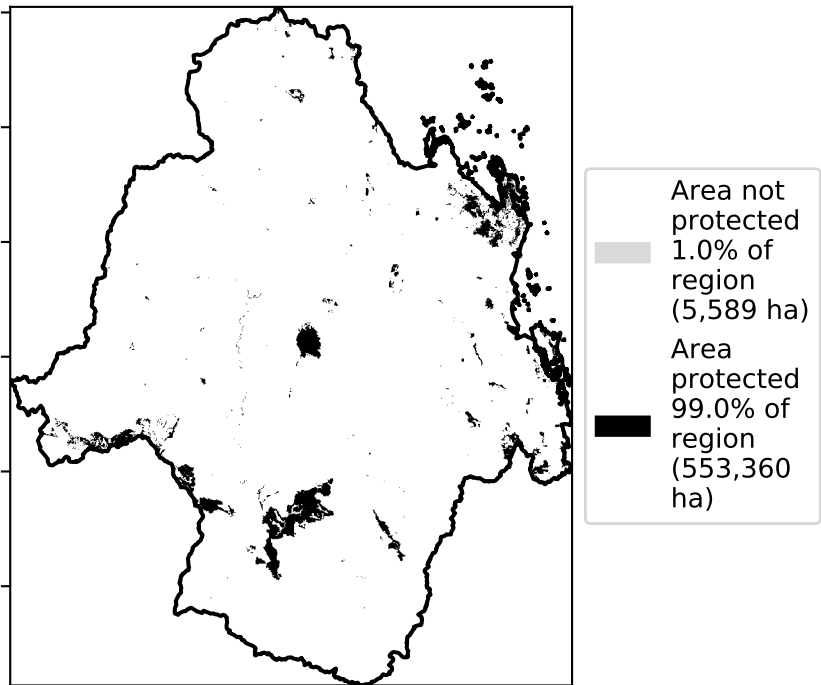 Area not
protected
1.0% of
region
(5,589 ha)
Area
protected
99.0% of
region
(553,360
ha)